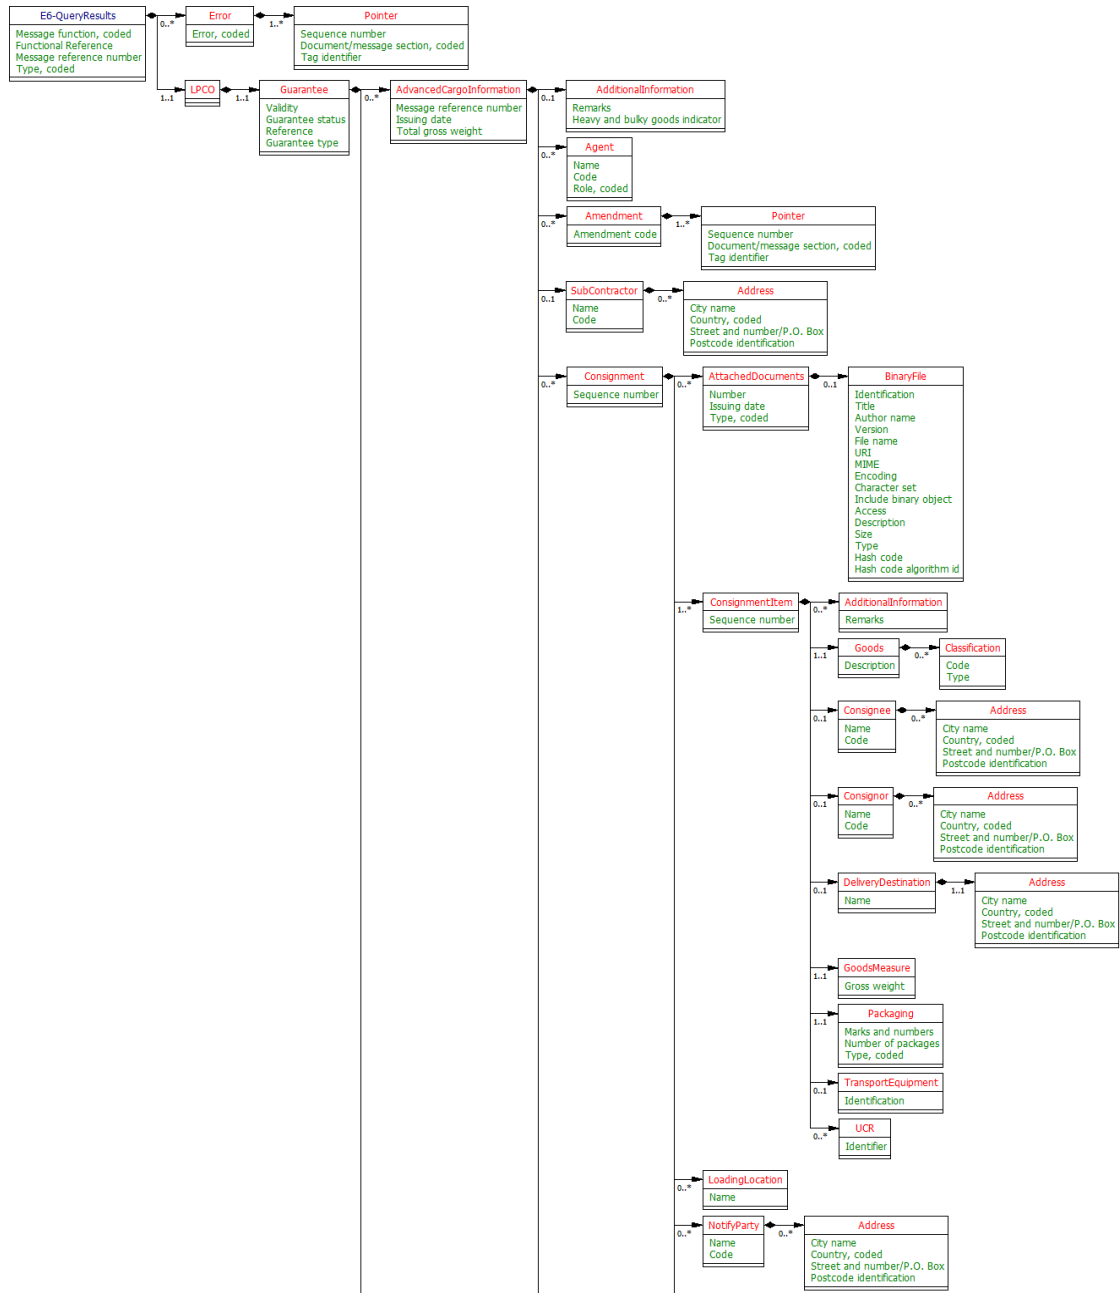 E6-QueryResults
Message function, coded
Functional Reference
Message reference number
Type, coded
0..*
Error
Error, coded
1..*
Pointer
Sequence number
Document/message section, coded
Tag identifier
1..1
LPCO
1..1
Guarantee
Validity
Guarantee status
Reference
Guarantee type
0..*
AdvancedCargoInformation
Message reference number
Issuing date
Total gross weight
0..1
AdditionalInformation
Remarks
Heavy and bulky goods indicator
0..*
Agent
Name
Code
Role, coded
0..*
Amendment
Amendment code
1..*
Pointer
Sequence number
Document/message section, coded
Tag identifier
0..1
SubContractor
Name
Code
0..*
Address
City name
Country, coded
Street and number/P.O. Box
Postcode identification
0..*
Consignment
Sequence number
0..*
AttachedDocuments
Number
Issuing date
Type, coded
0..1
BinaryFile
Identification
Title
Author name
Version
File name
URI
MIME
Encoding
Character set
Include binary object
Access
Description
Size
Type
Hash code
Hash code algorithm id
1..*
ConsignmentItem
Sequence number
0..*
AdditionalInformation
Remarks
1..1
Goods
Description
0..*
Classification
Code
Type
0..1
Consignee
Name
Code
0..*
Address
City name
Country, coded
Street and number/P.O. Box
Postcode identification
0..1
Consignor
Name
Code
0..*
Address
City name
Country, coded
Street and number/P.O. Box
Postcode identification
0..1
DeliveryDestination
Name
1..1
Address
City name
Country, coded
Street and number/P.O. Box
Postcode identification
1..1
GoodsMeasure
Gross weight
1..1
Packaging
Marks and numbers
Number of packages
Type, coded
0..1
TransportEquipment
Identification
0..*
UCR
Identifier
0..*
LoadingLocation
Name
0..*
NotifyParty
Name
Code
0..*
Address
City name
Country, coded
Street and number/P.O. Box
Postcode identification